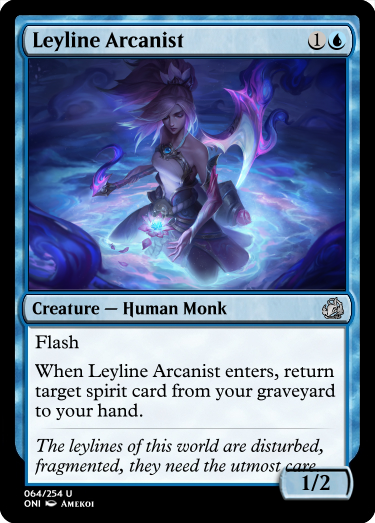 Leyline Arcanist 1
Creature — Human Monk
Flash
When Leyline Arcanist enters, return
target spirit card from your graveyard
to your hand.
The leylines of this world are disturbed,
fragmented, they need the utmost care
1/2
064/254 U
ONI Amekoi